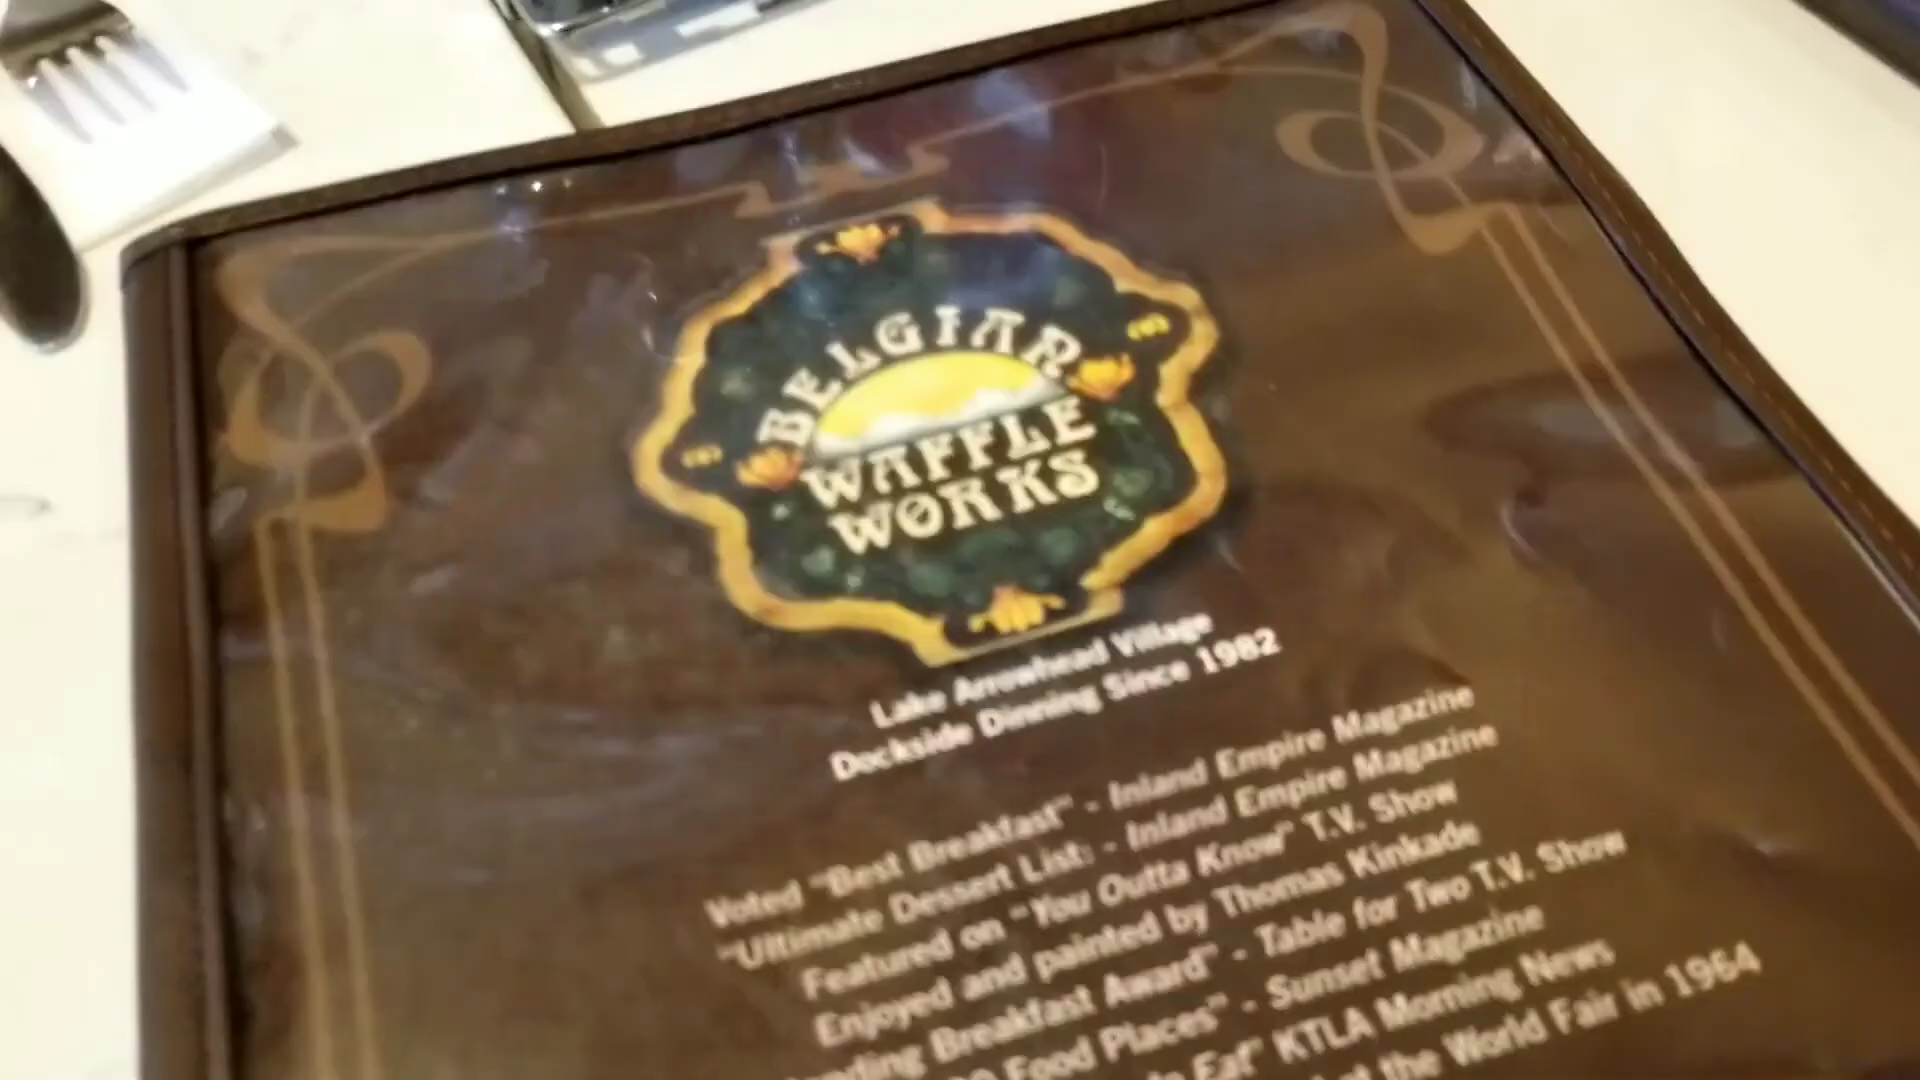 BELGIAN
WAFFLE
WORKS
Lake Arrowhead Village
Dockside Dinning Since 1982
Voted "Best Breakfast" - Inland Empire Magazine
"Ultimate Dessert List: - Inland Empire Magazine
Featured on "You Outta Know" T.V. Show
Enjoyed and painted by Thomas Kinkade
Breakfast Award" - Table for Two T.V. Show
Food Places" - Sunset Magazine
Eat" KTLA Morning News
at the World Fair in 1964